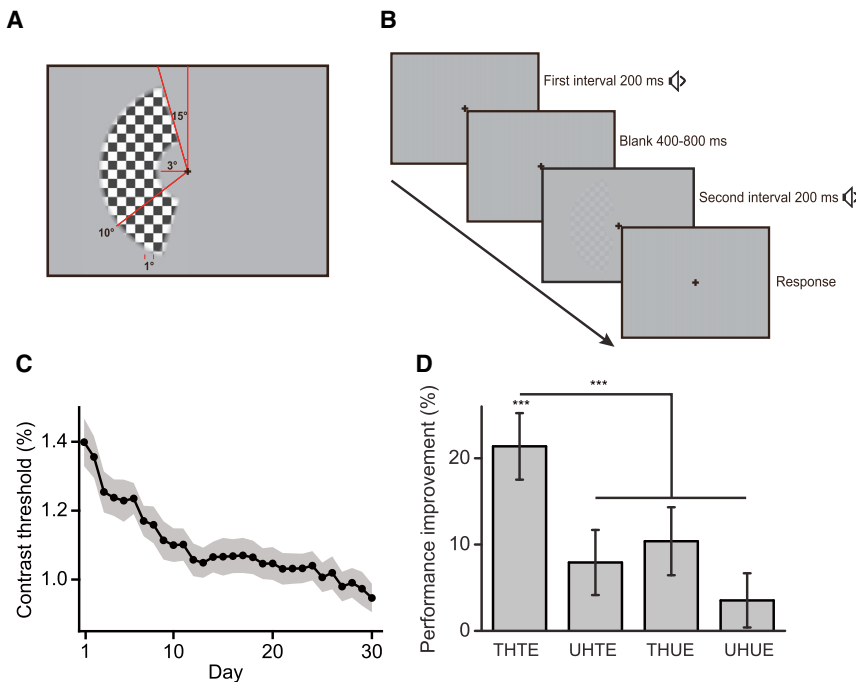 A
15°
3°
10°
1°
B
First interval 200 ms
Blank 400-800 ms
Second interval 200 ms
Response
C
Contrast threshold (%)
1.4
1.2
1.0
1 10 20 30
Day
D
Performance improvement (%)
***
***
20
10
0
THTE UHTE THUE UHUE